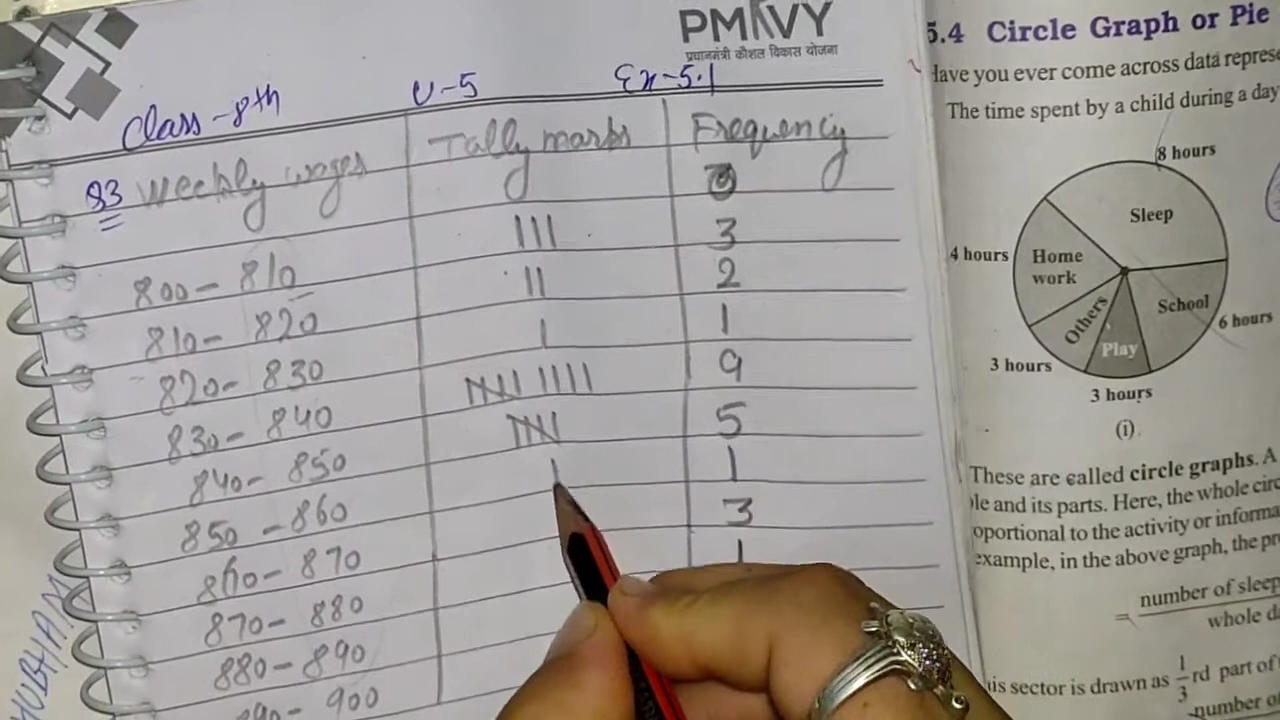 PMKVY
प्रधानमंत्री कौशल विकास योजना
Class-8th U-5 Ex-5.1
Q3 Weekly wages Tally marks Frequency
800-810 ||| 3
810-820 || 2
820-830 | 1
830-840 |||| |||| 9
840-850 |||| 5
850-860 | 1
860-870 3
870-880 1
880-890
890-900
HUBHAM
5.4 Circle Graph or Pie
Have you ever come across data represe
The time spent by a child during a day
8 hours
Sleep
4 hours
Home
work
School
6 hours
Others
Play
3 hours
3 hours
(i)
These are called circle graphs. A
le and its parts. Here, the whole circ
oportional to the activity or informa
example, in the above graph, the pr
= number of sleep
whole d
is sector is drawn as 1/3 rd part of
number o